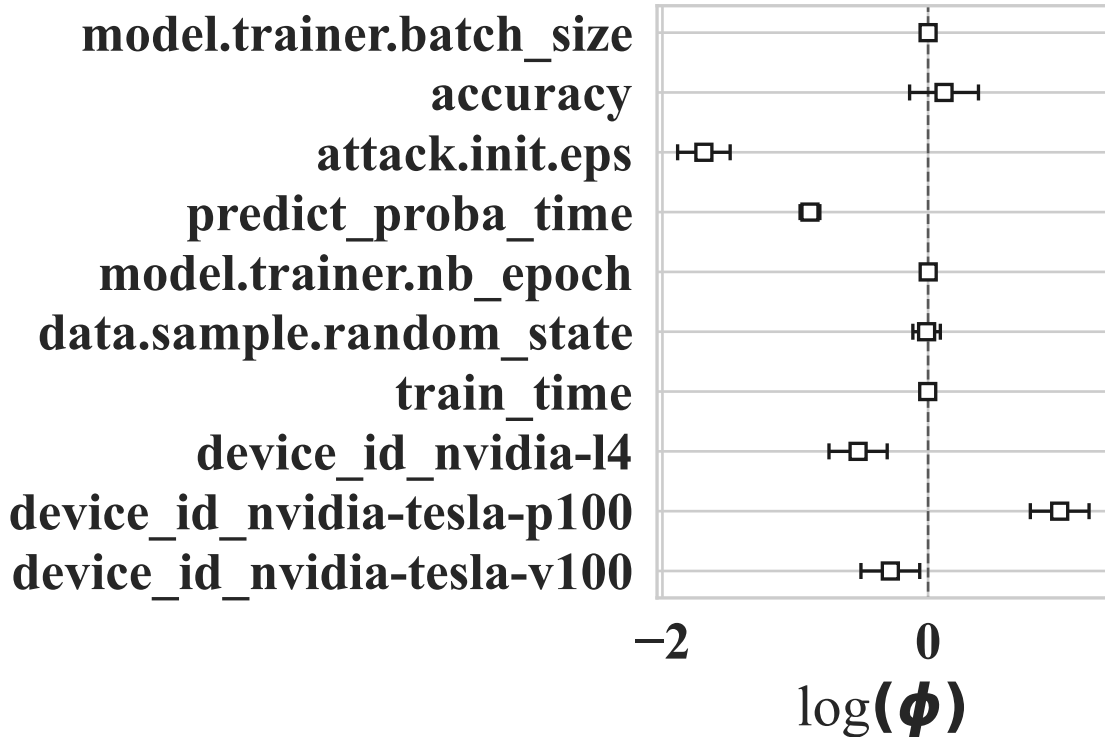 model.trainer.batch_size
accuracy
attack.init.eps
predict_proba_time
model.trainer.nb_epoch
data.sample.random_state
train_time
device_id_nvidia-l4
device_id_nvidia-tesla-p100
device_id_nvidia-tesla-v100
−2 0
log(ϕ)